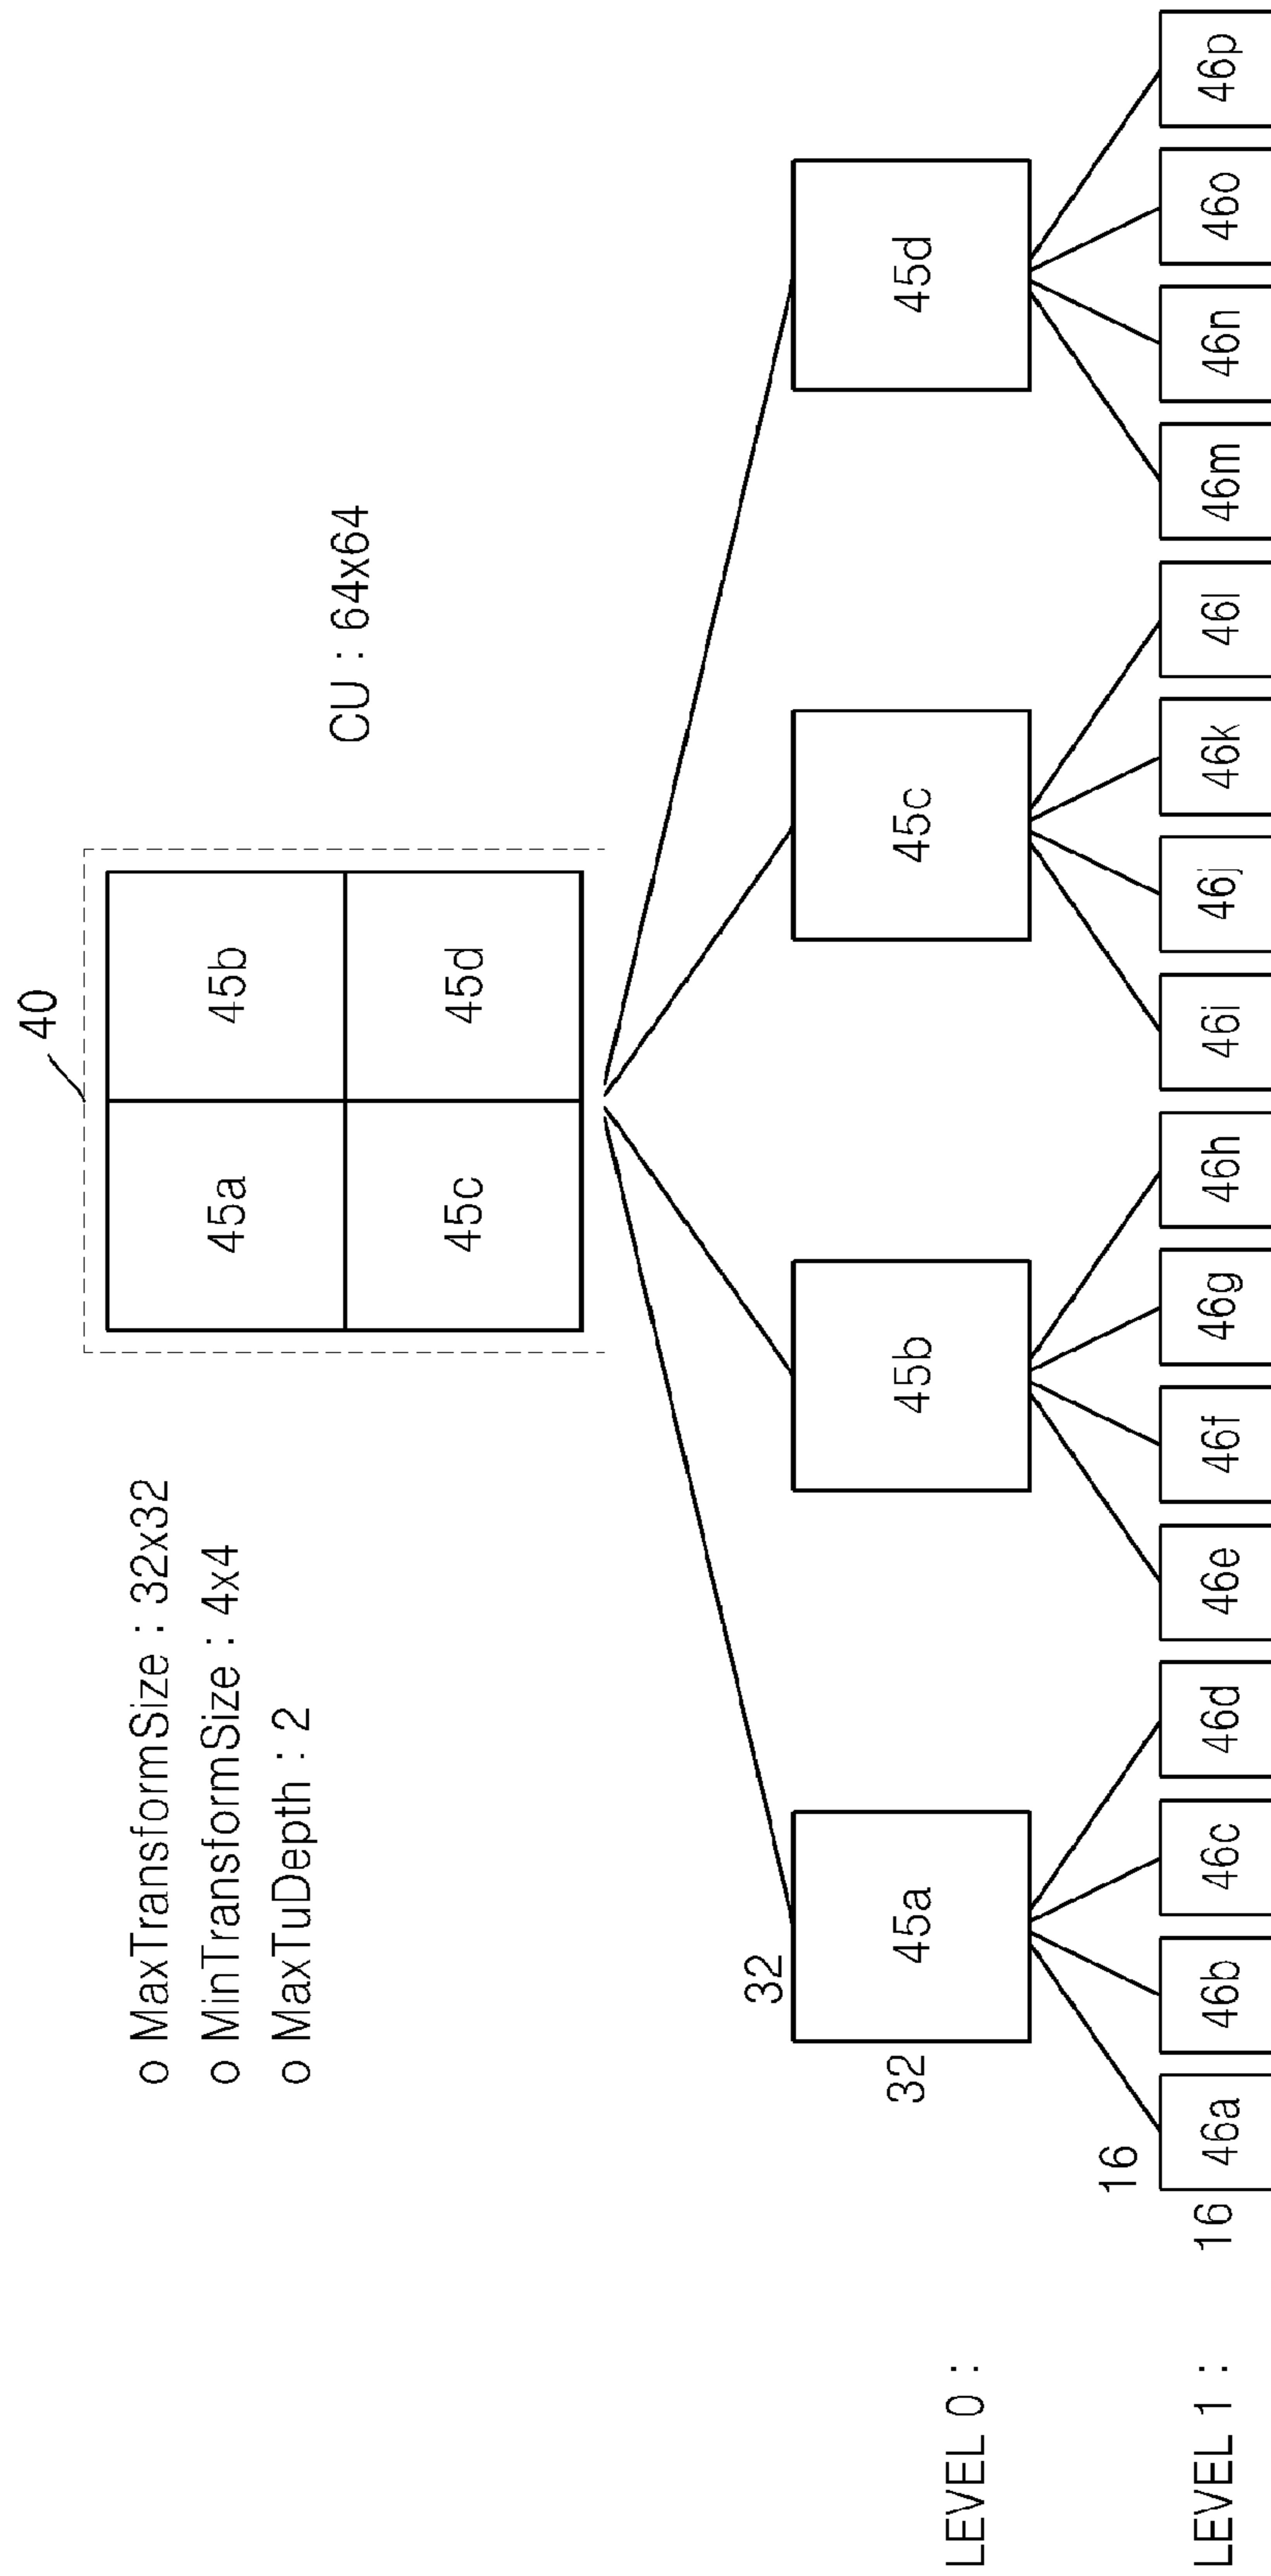 40
o MaxTransformSize : 32x32
o MinTransformSize : 4x4
o MaxTuDepth : 2
45a 45b
45c 45d
CU : 64x64
32
LEVEL 0 : 32 45a 45b 45c 45d
16
LEVEL 1 : 16 46a 46b 46c 46d 46e 46f 46g 46h 46i 46j 46k 46l 46m 46n 46o 46p